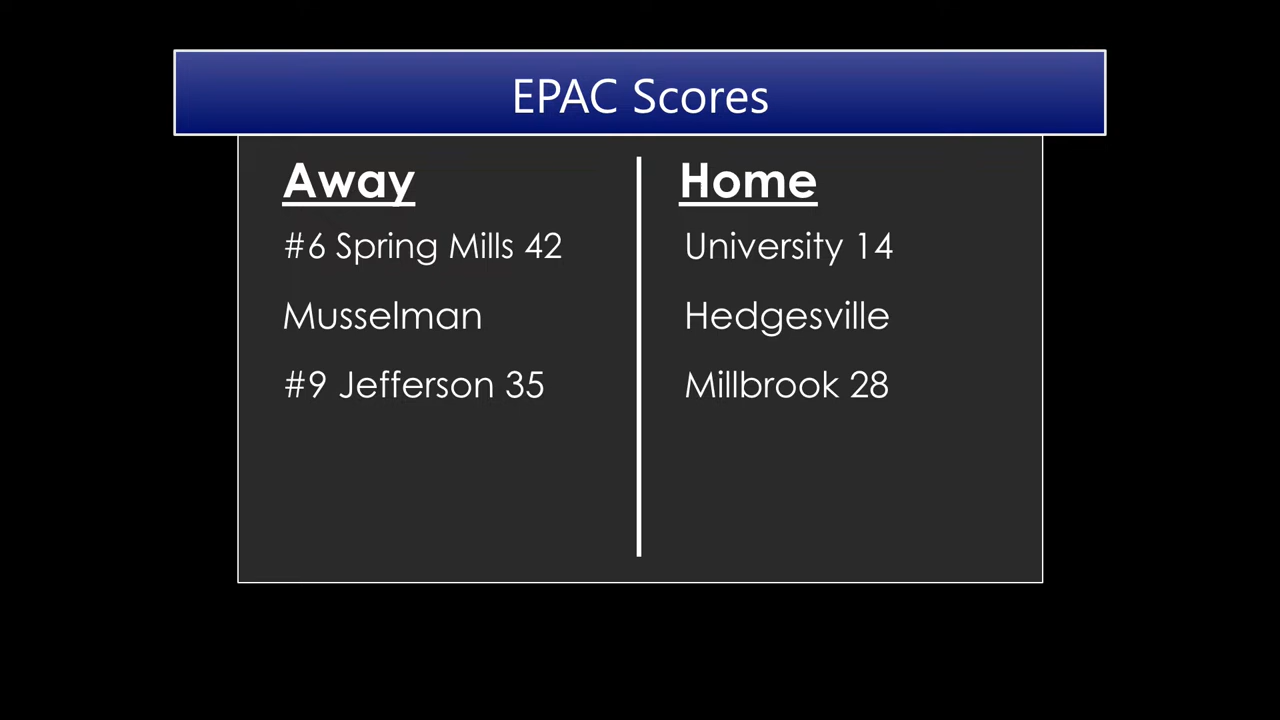 EPAC Scores
Away
#6 Spring Mills 42
Musselman
#9 Jefferson 35
Home
University 14
Hedgesville
Millbrook 28